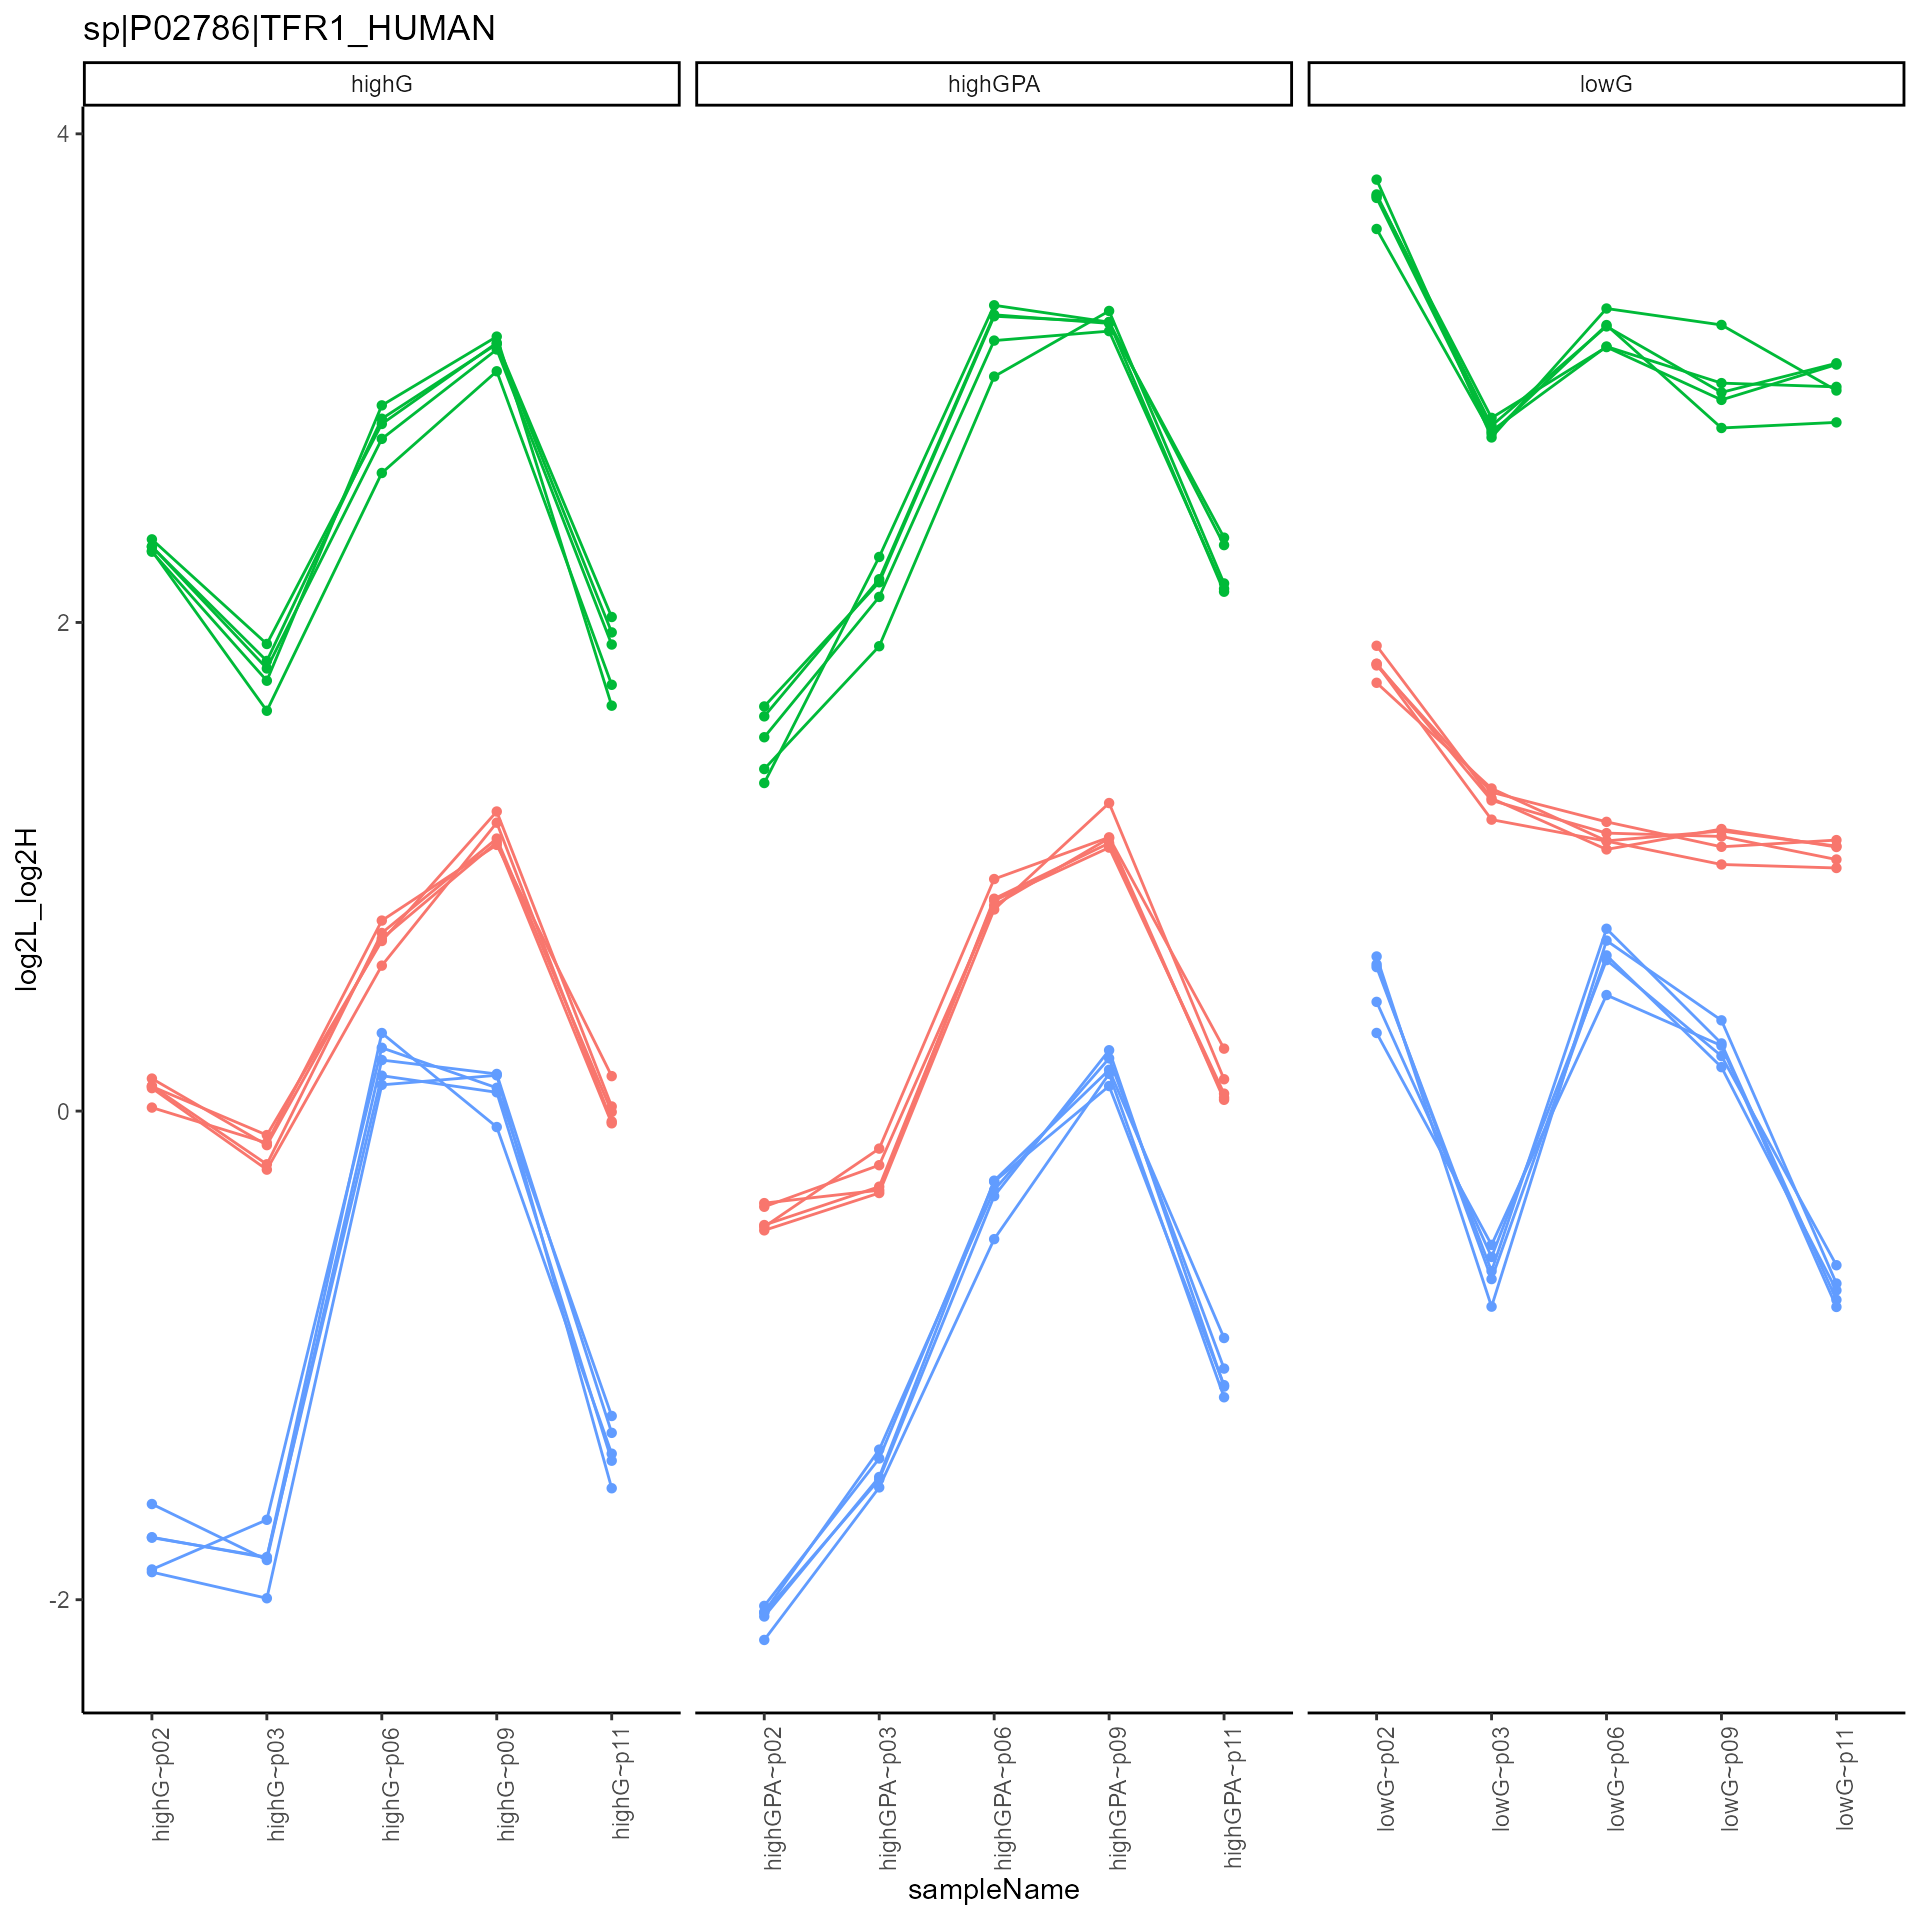 sp|P02786|TFR1_HUMAN
highG
highGPA
lowG
log2L_log2H
4
2
0
-2
highG~p02
highG~p03
highG~p06
highG~p09
highG~p11
highGPA~p02
highGPA~p03
highGPA~p06
highGPA~p09
highGPA~p11
lowG~p02
lowG~p03
lowG~p06
lowG~p09
lowG~p11
sampleName